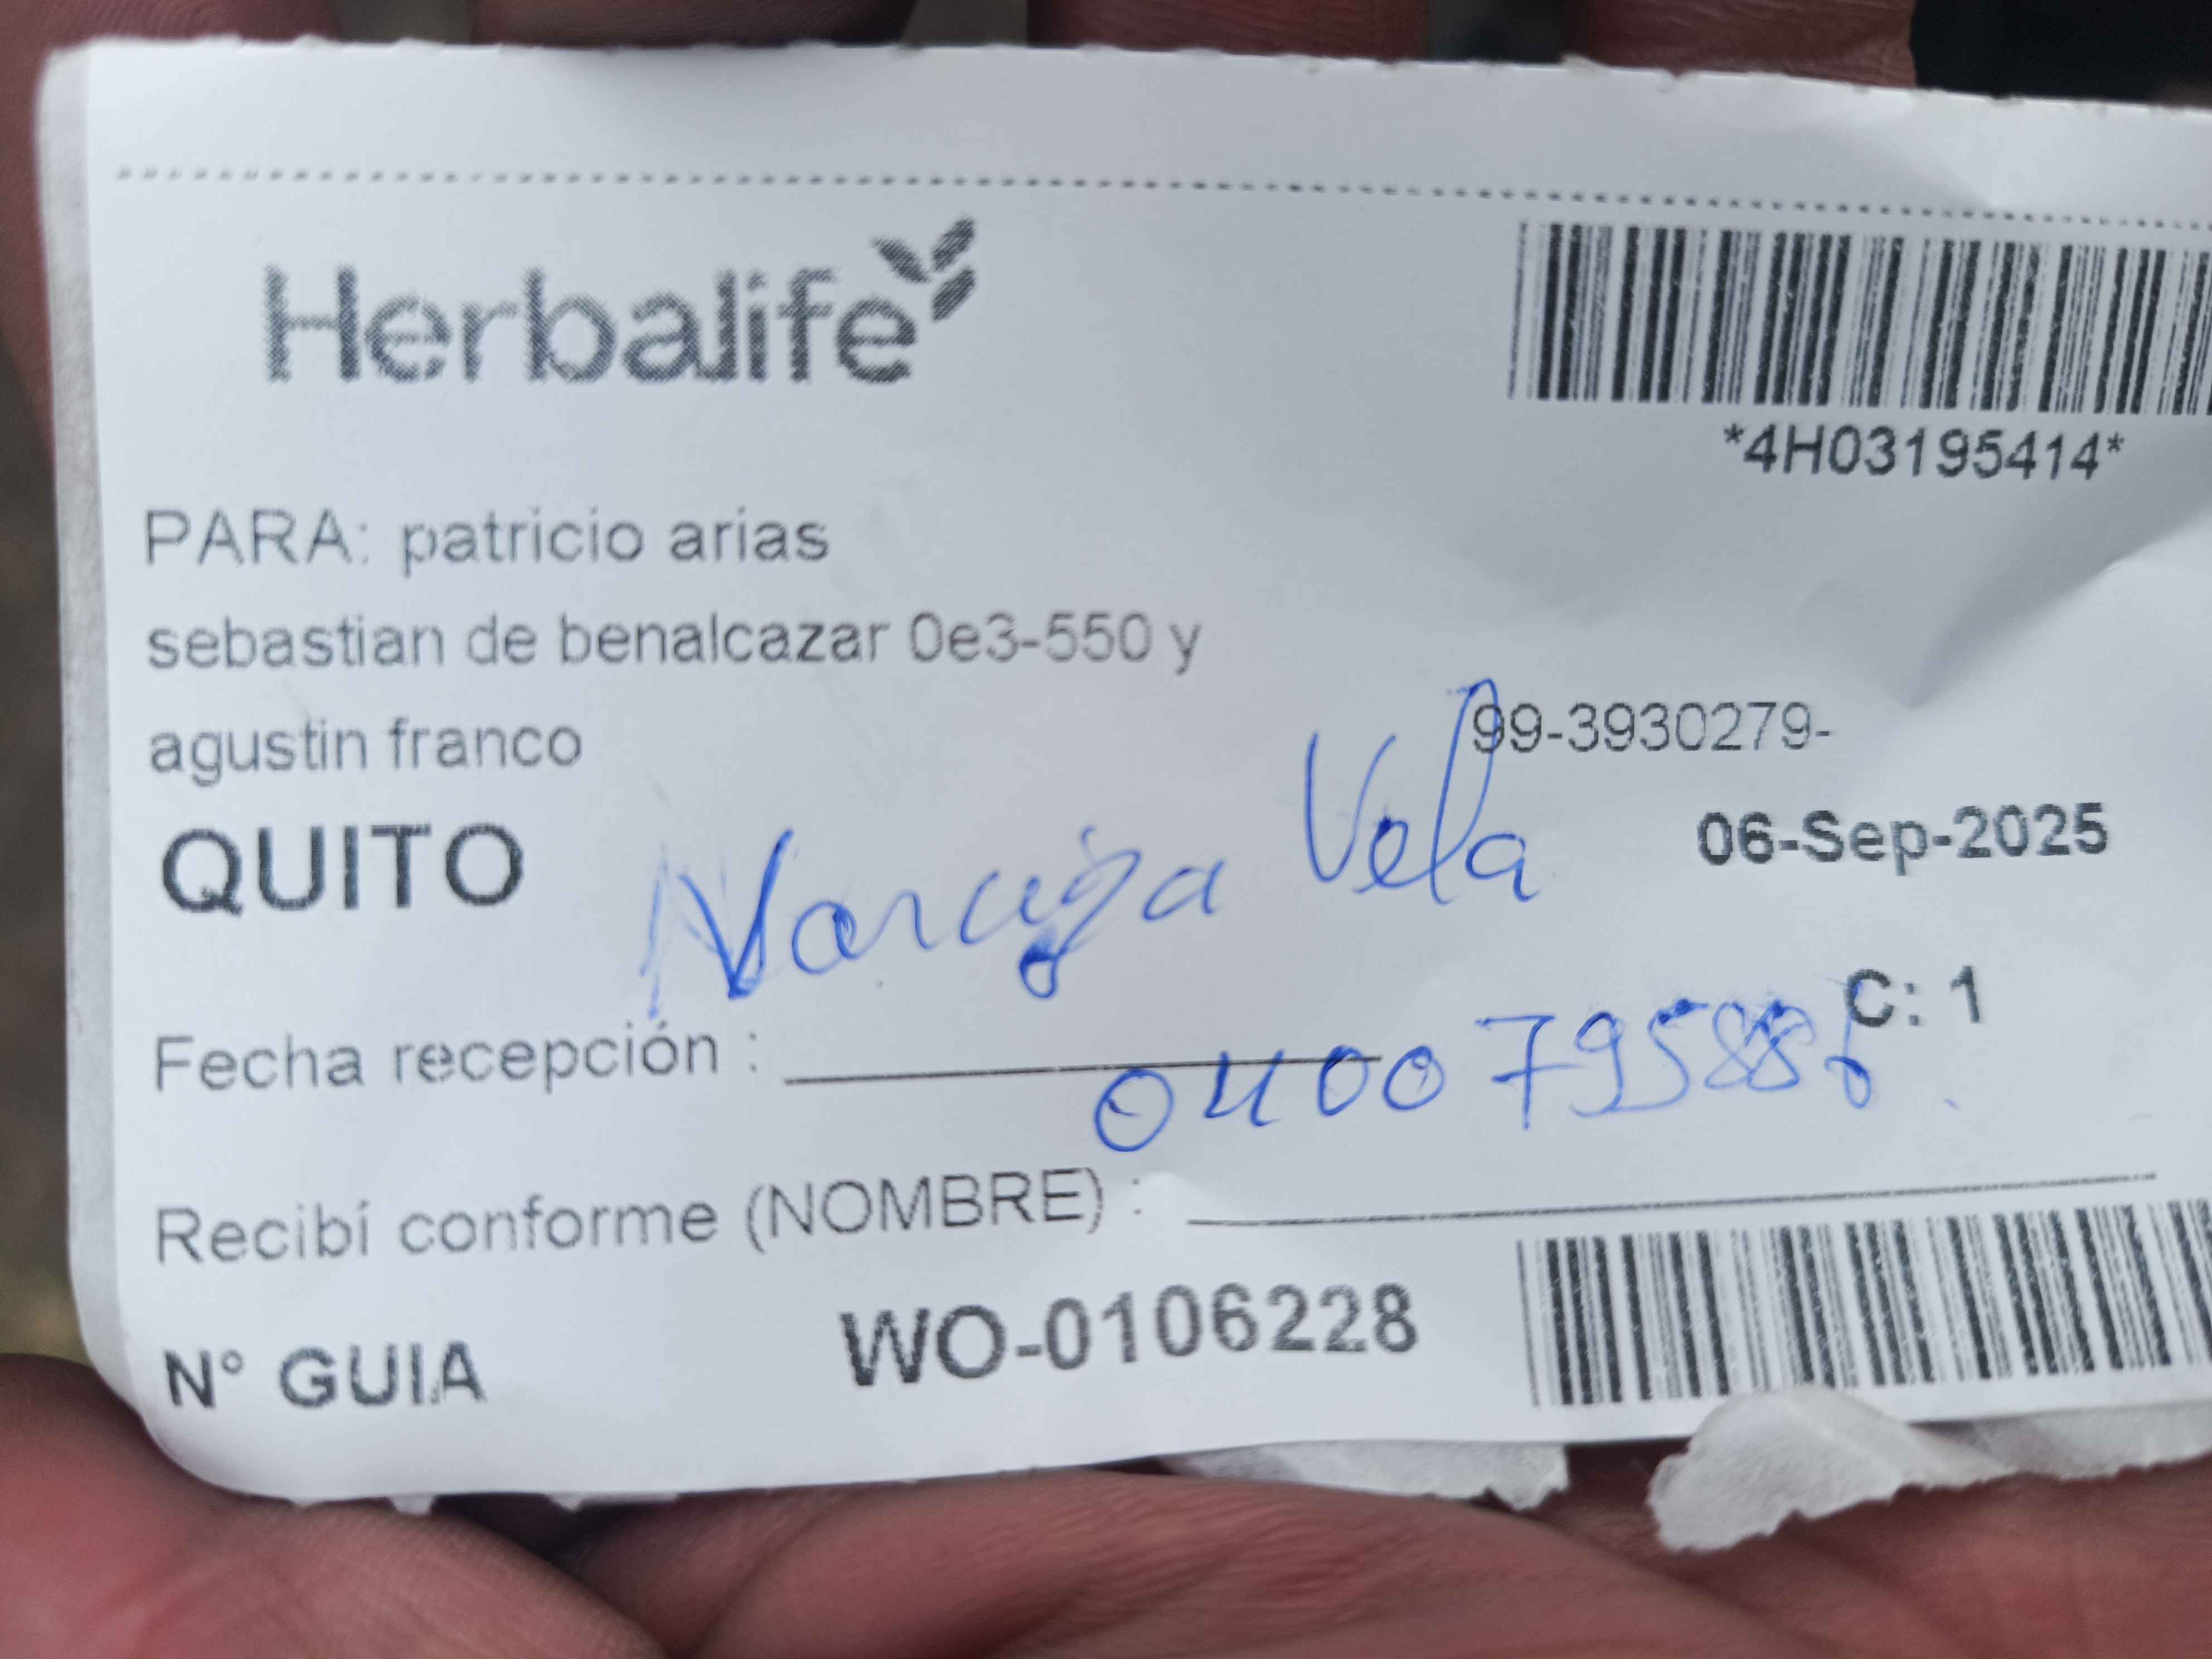 Herbalife
*4H03195414*
PARA: patricio arias
sebastian de benalcazar 0e3-550 y
agustin franco
99-3930279-
QUITO
06-Sep-2025
Vela
C: 1
Fecha recepción :
Recibí conforme (NOMBRE) :
N° GUIA
WO-0106228